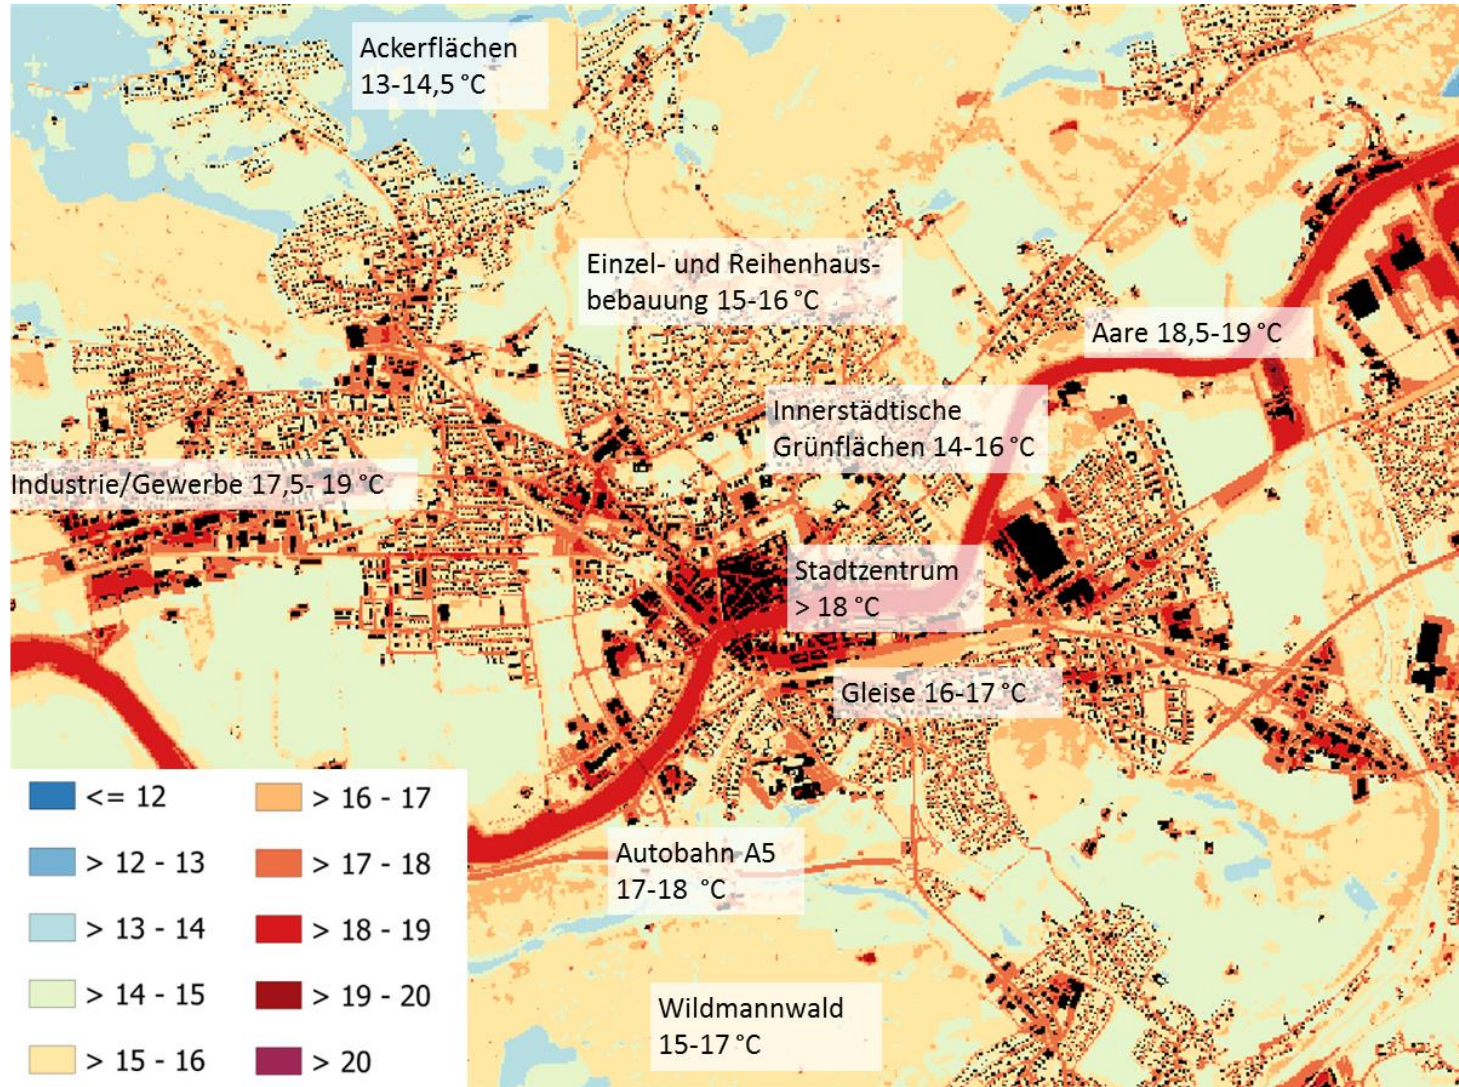 Ackerflächen
13-14,5 °C
Einzel- und Reihenhaus-
bebauung 15-16 °C
Aare 18,5-19 °C
Innerstädtische
Grünflächen 14-16 °C
Industrie/Gewerbe 17,5- 19 °C
Stadtzentrum
> 18 °C
Gleise 16-17 °C
Autobahn A5
17-18 °C
Wildmannwald
15-17 °C
<= 12
> 12 - 13
> 13 - 14
> 14 - 15
> 15 - 16
> 16 - 17
> 17 - 18
> 18 - 19
> 19 - 20
> 20